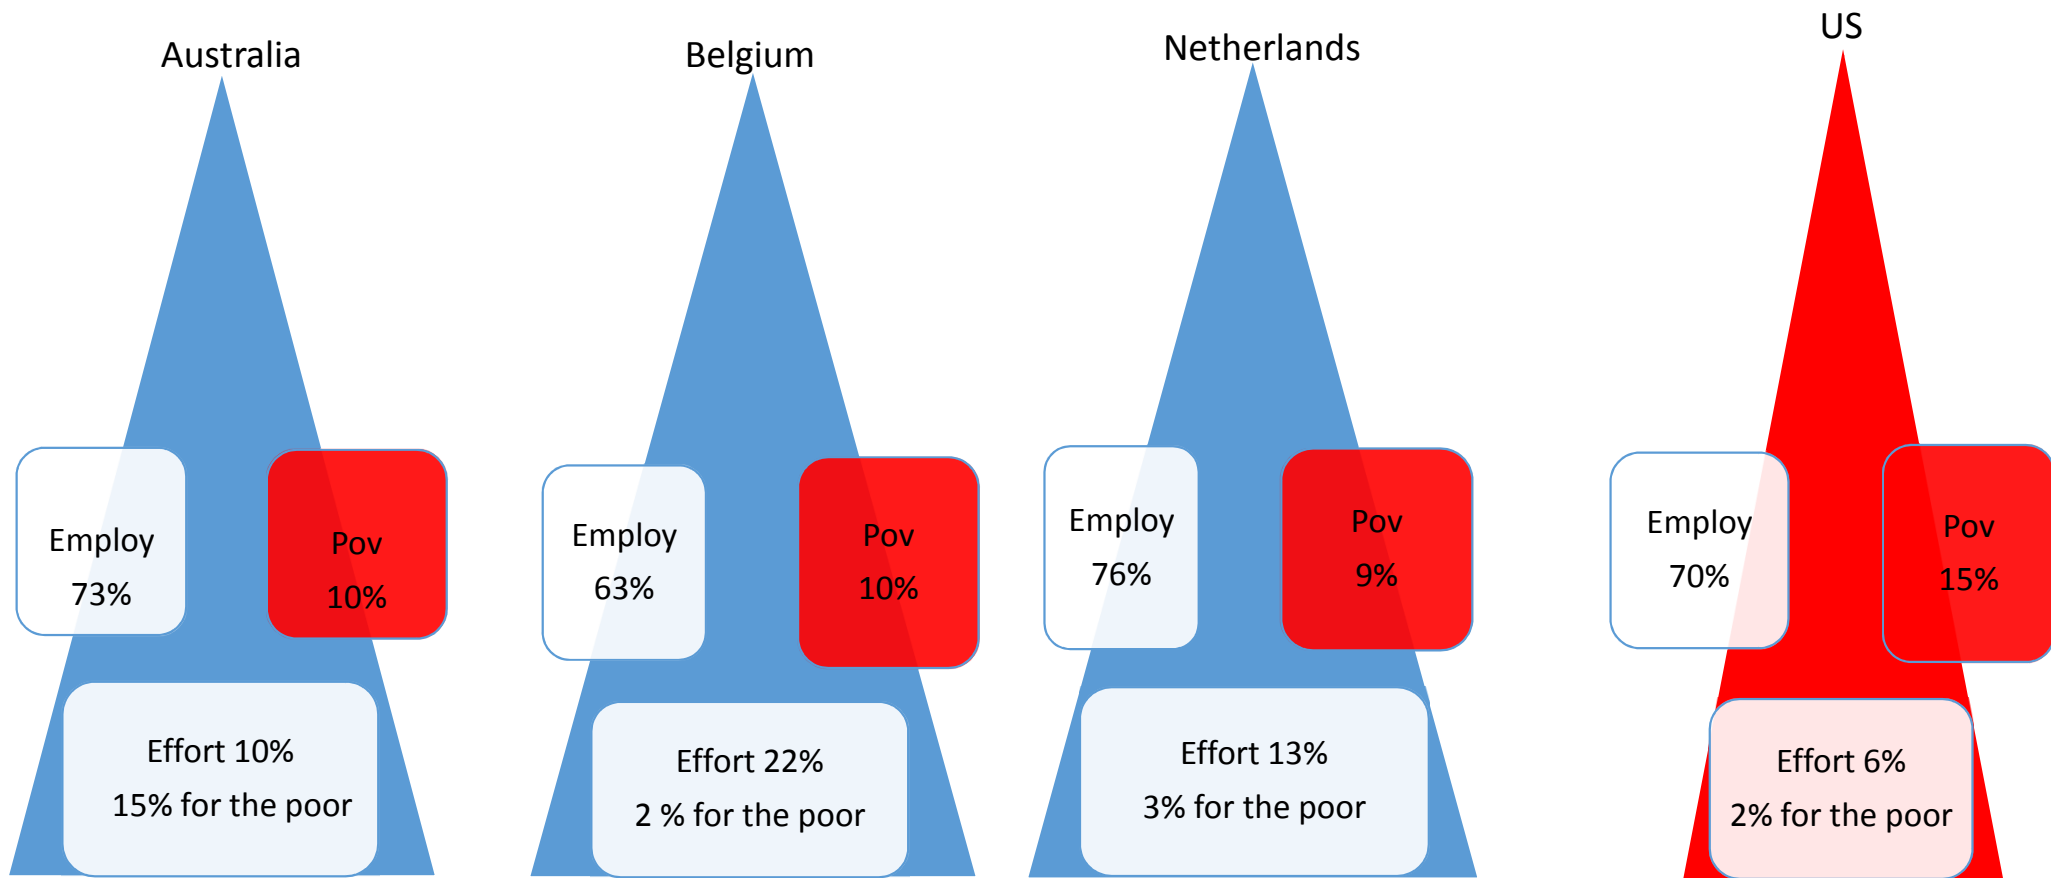 Australia
Employ
73%
Pov
10%
Effort 10%
15% for the poor
Belgium
Employ
63%
Pov
10%
Effort 22%
2 % for the poor
Netherlands
Employ
76%
Pov
9%
Effort 13%
3% for the poor
US
Employ
70%
Pov
15%
Effort 6%
2% for the poor